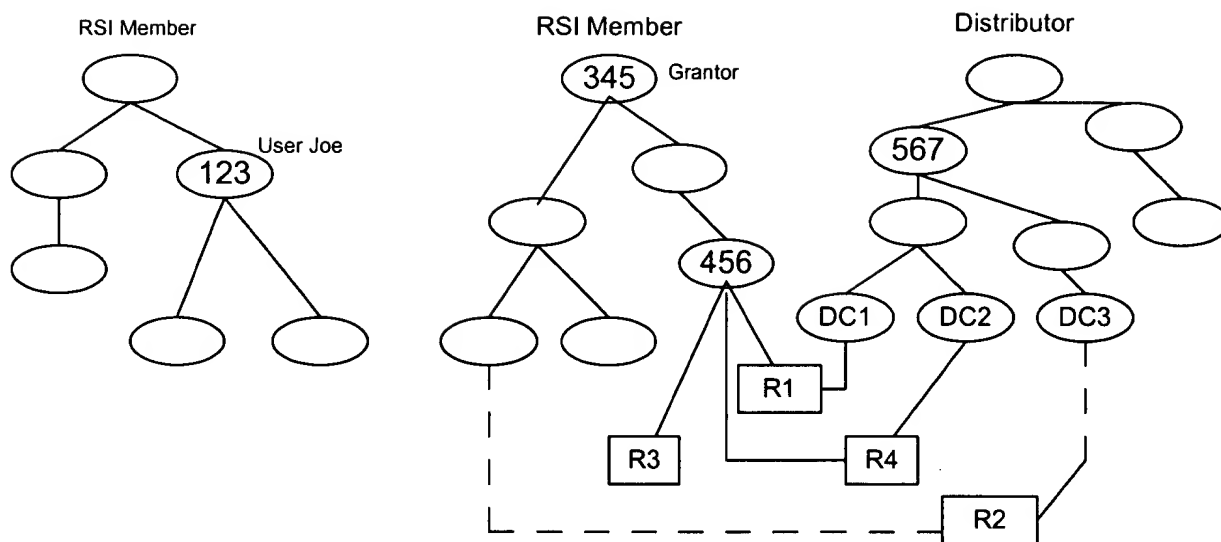 RSI Member
RSI Member
Distributor
345
Grantor
User Joe
123
567
456
DC1
DC2
DC3
R1
R3
R4
R2